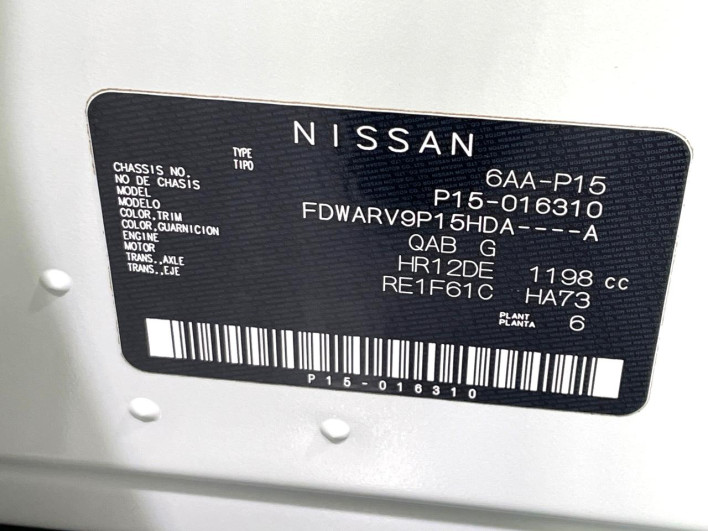 NISSAN
TYPE
TIPO
6AA-P15
CHASSIS NO.
NO DE CHASIS
P15-016310
MODEL
MODELO
FDWARV9P15HDA----A
COLOR,TRIM
COLOR,GUARNICION
QAB G
ENGINE
MOTOR
HR12DE 1198 cc
TRANS.,AXLE
TRANS.,EJE
RE1F61C HA73
PLANT
PLANTA
6
P15-016310